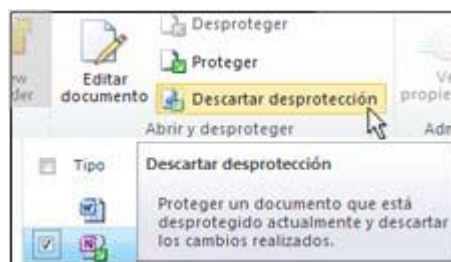 Desproteger
Editar
documento
Proteger
Descartar desprotección
Abrir y desproteger
Tipo
Descartar desprotección
Proteger un documento que está
desprotegido actualmente y descartar
los cambios realizados.